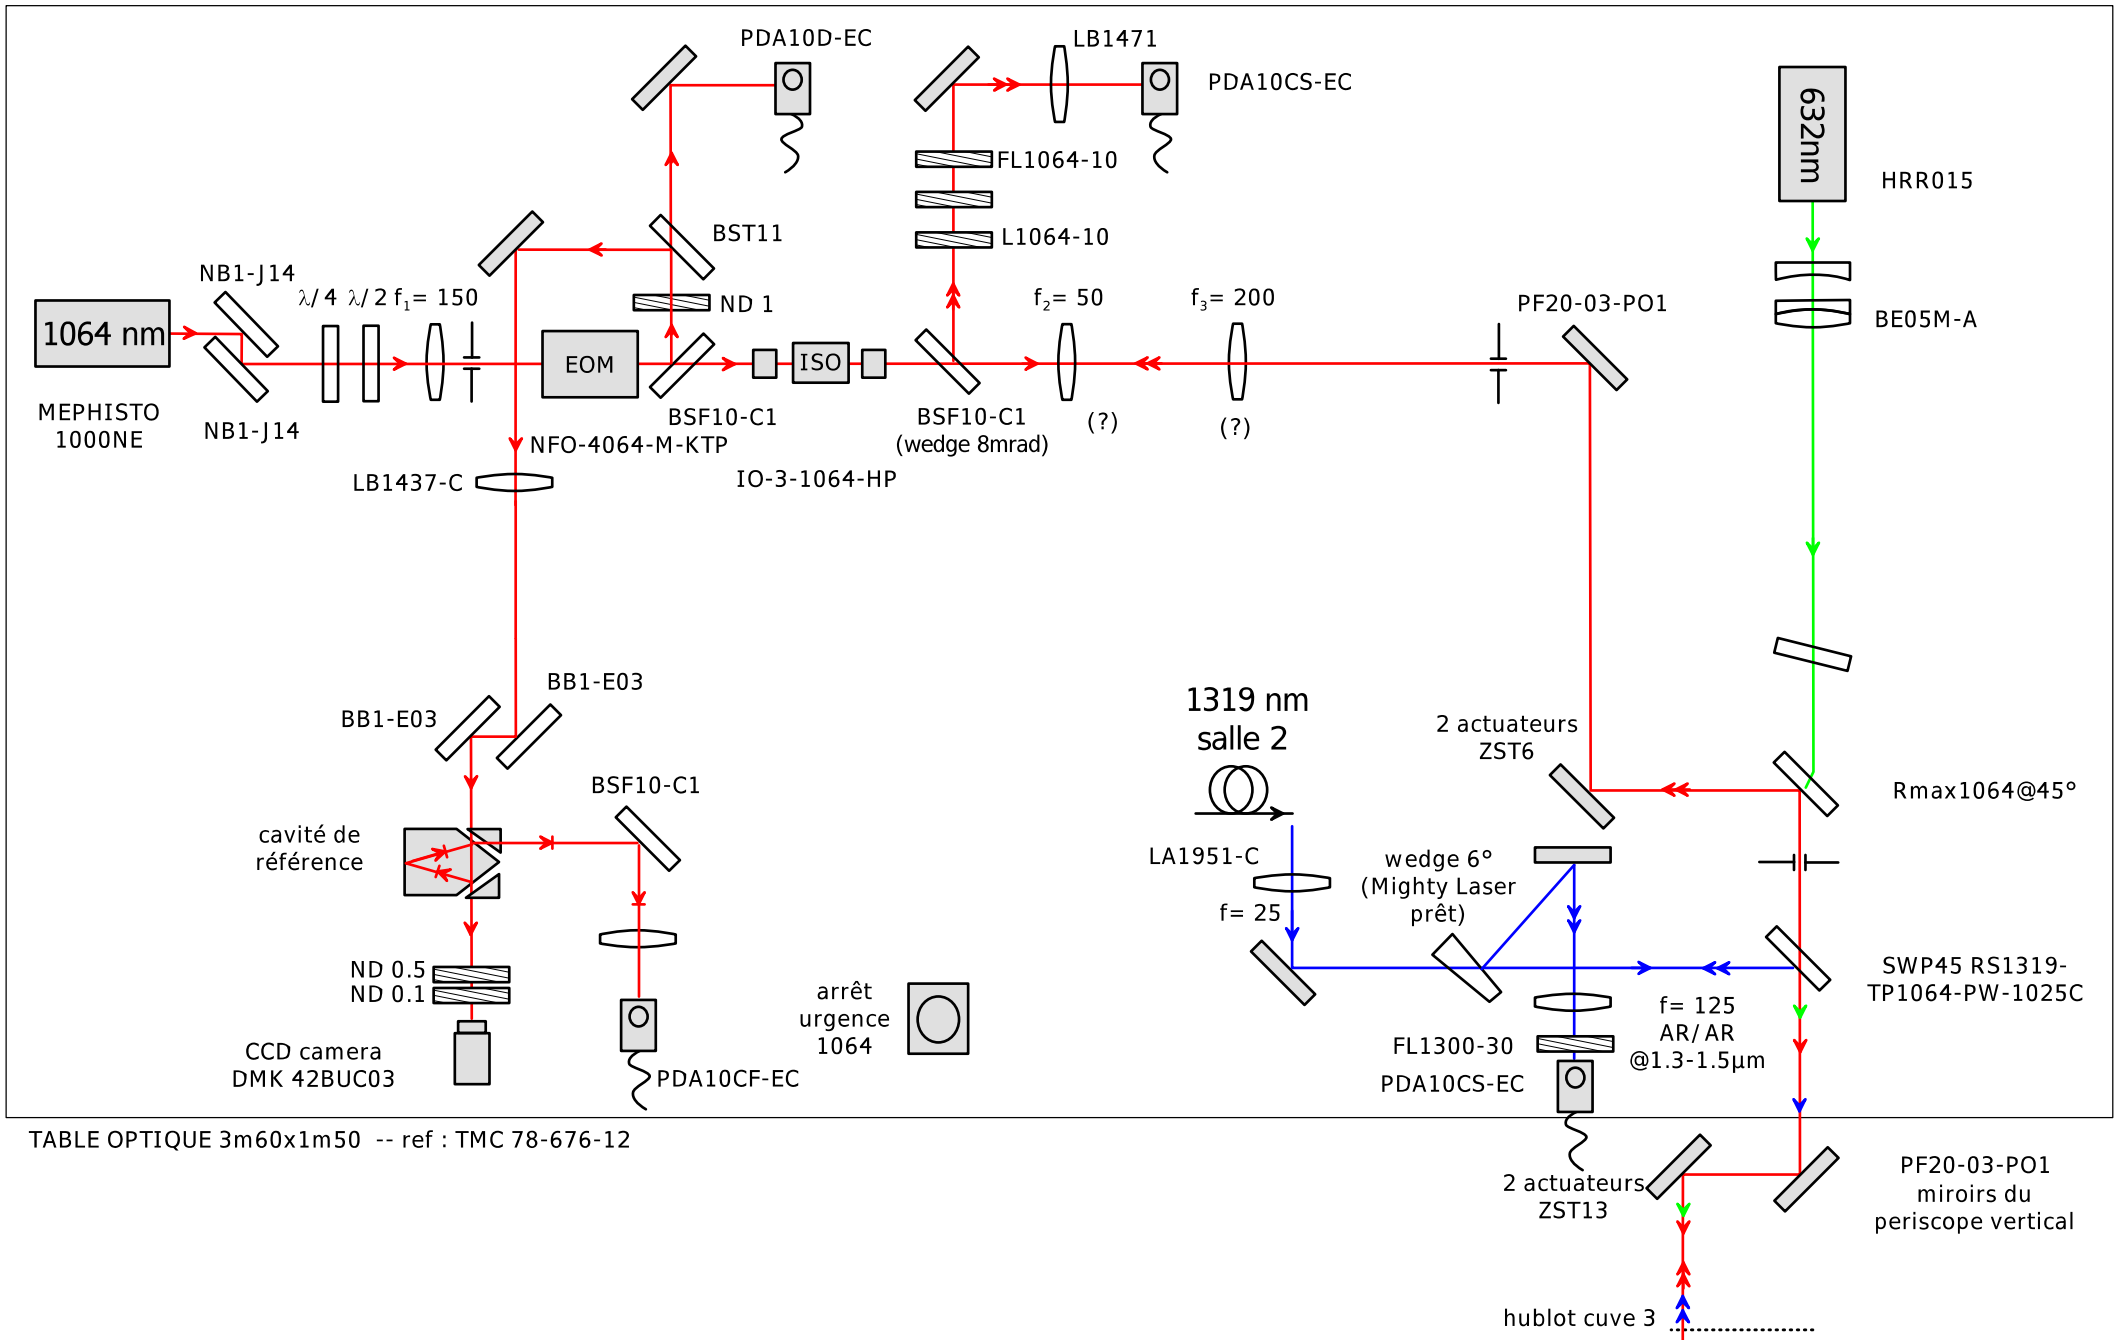 PDA10D-EC
LB1471
PDA10CS-EC
632nm
HRR015
FL1064-10
L1064-10
BST11
NB1-J14
λ/4 λ/2 f1= 150
ND 1
f2= 50
f3= 200
PF20-03-PO1
BE05M-A
1064 nm
EOM
ISO
MEPHISTO
1000NE
NB1-J14
BSF10-C1
NFO-4064-M-KTP
BSF10-C1
(wedge 8mrad)
(?)
(?)
LB1437-C
IO-3-1064-HP
BB1-E03
BB1-E03
1319 nm
salle 2
2 actuateurs
ZST6
BSF10-C1
Rmax1064@45°
cavité de
référence
LA1951-C
f= 25
wedge 6°
(Mighty Laser
prêt)
ND 0.5
ND 0.1
arrêt
urgence
1064
SWP45 RS1319-
TP1064-PW-1025C
f= 125
AR/AR
@1.3-1.5µm
CCD camera
DMK 42BUC03
PDA10CF-EC
FL1300-30
PDA10CS-EC
TABLE OPTIQUE 3m60x1m50 -- ref : TMC 78-676-12
2 actuateurs
ZST13
PF20-03-PO1
miroirs du
periscope vertical
hublot cuve 3